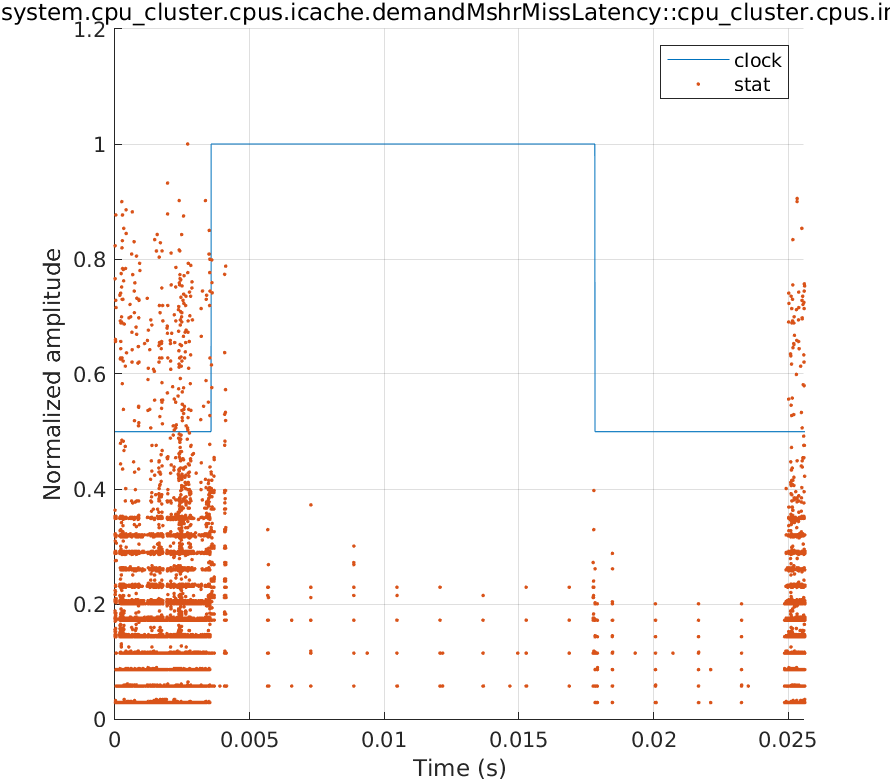 system.cpu_cluster.cpus.icache.demandMshrMissLatency::cpu_cluster.cpus.in
1.2
1
0.8
0.6
0.4
0.2
0
clock
stat
Normalized amplitude
0
0.005
0.01
0.015
0.02
0.025
Time (s)